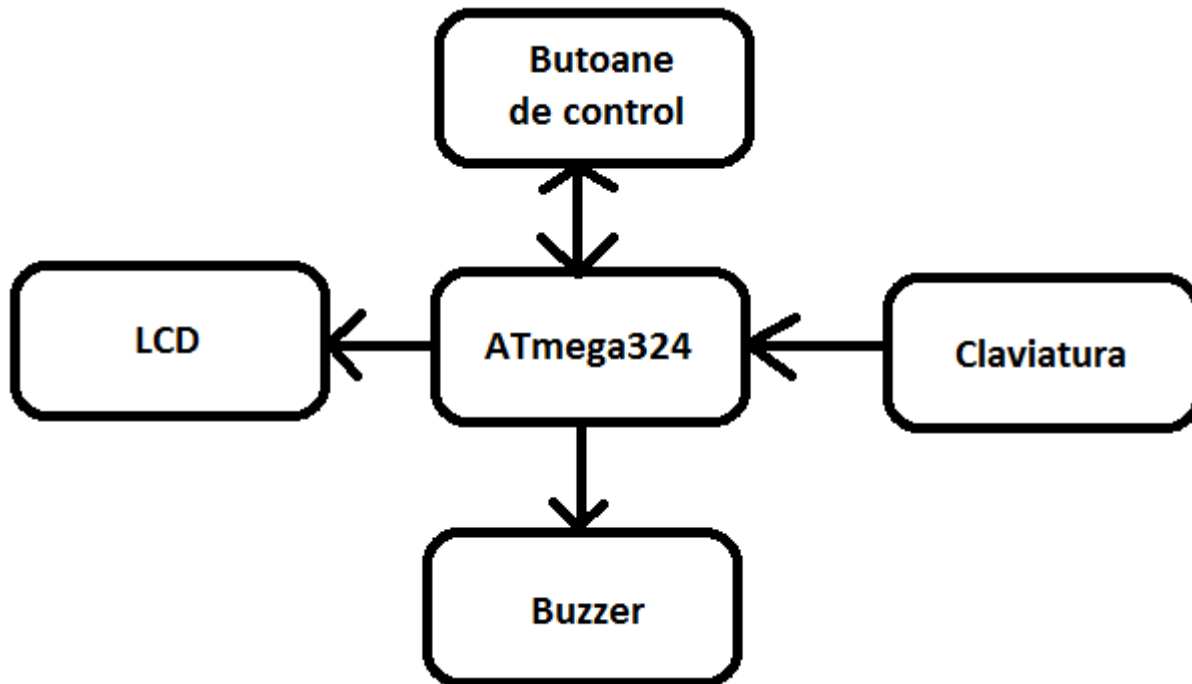 Butoane
de control
LCD
ATmega324
Claviatura
Buzzer